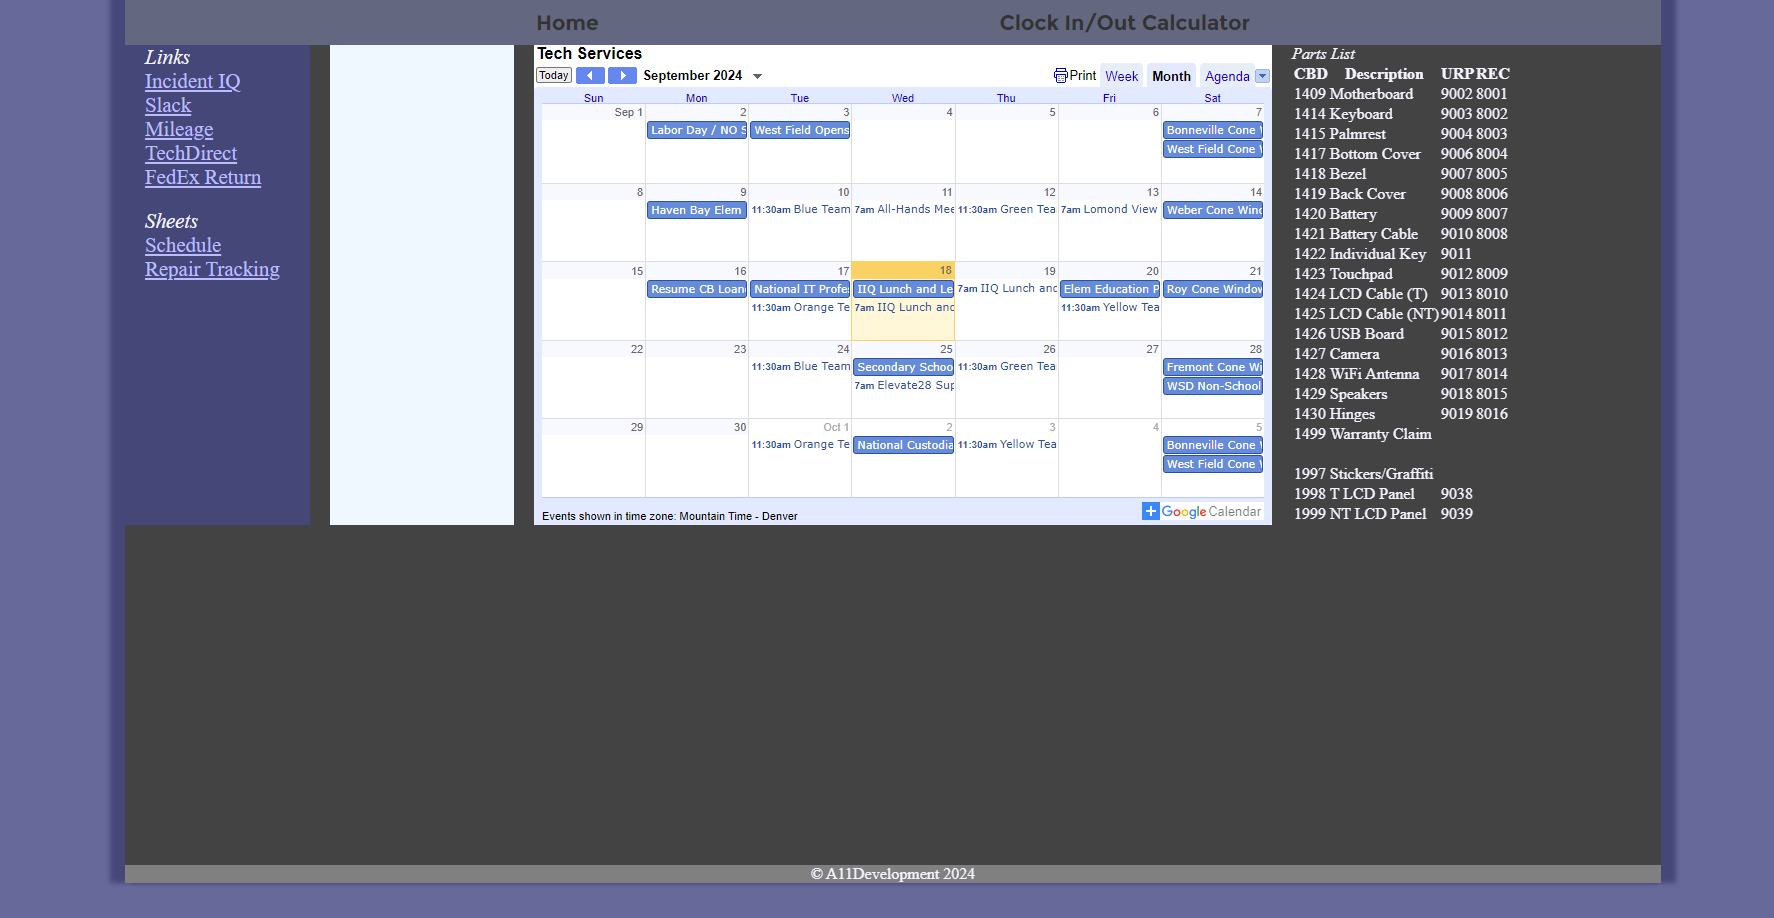 Home
Clock In/Out Calculator
Links
Incident IQ
Slack
Mileage
TechDirect
FedEx Return
Sheets
Schedule
Repair Tracking
Tech Services
Today
September 2024
Print
Week
Month
Agenda
Sun Mon Tue Wed Thu Fri Sat
Sep 1 2 3 4 5 6 7
Labor Day / NO S
West Field Opens
Bonneville Cone
West Field Cone
8 9 10 11 12 13 14
Haven Bay Elem
11:30am Blue Team
7am All-Hands Mee
11:30am Green Tea
7am Lomond View
Weber Cone Wind
15 16 17 18 19 20 21
Resume CB Loan
National IT Profes
IIQ Lunch and Le
7am IIQ Lunch and
Elem Education P
Roy Cone Window
11:30am Orange Te
7am IIQ Lunch and
11:30am Yellow Tea
22 23 24 25 26 27 28
11:30am Blue Team
Secondary Schoo
11:30am Green Tea
Fremont Cone Wi
7am Elevate28 Sup
WSD Non-School
29 30 Oct 1 2 3 4 5
11:30am Orange Te
National Custodia
11:30am Yellow Tea
Bonneville Cone
West Field Cone
Events shown in time zone: Mountain Time - Denver
Google Calendar
Parts List
CBD Description URP REC
1409 Motherboard 9002 8001
1414 Keyboard 9003 8002
1415 Palmrest 9004 8003
1417 Bottom Cover 9006 8004
1418 Bezel 9007 8005
1419 Back Cover 9008 8006
1420 Battery 9009 8007
1421 Battery Cable 9010 8008
1422 Individual Key 9011
1423 Touchpad 9012 8009
1424 LCD Cable (T) 9013 8010
1425 LCD Cable (NT) 9014 8011
1426 USB Board 9015 8012
1427 Camera 9016 8013
1428 WiFi Antenna 9017 8014
1429 Speakers 9018 8015
1430 Hinges 9019 8016
1499 Warranty Claim
1997 Stickers/Graffiti
1998 T LCD Panel 9038
1999 NT LCD Panel 9039
© A11Development 2024